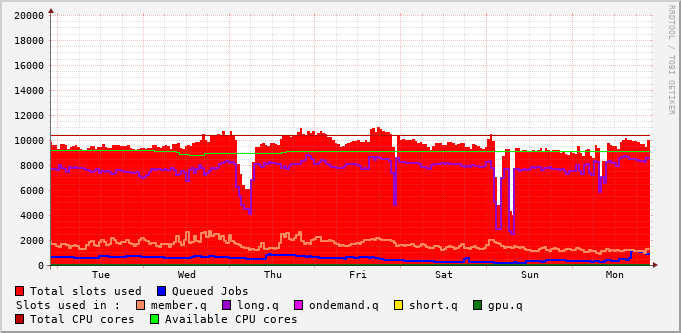 20000
18000
16000
14000
12000
10000
8000
6000
4000
2000
0
Tue Wed Thu Fri Sat Sun Mon
RRDTOOL / TOBI OETIKER
Total slots used Queued Jobs
Slots used in : member.q long.q ondemand.q short.q gpu.q
Total CPU cores Available CPU cores